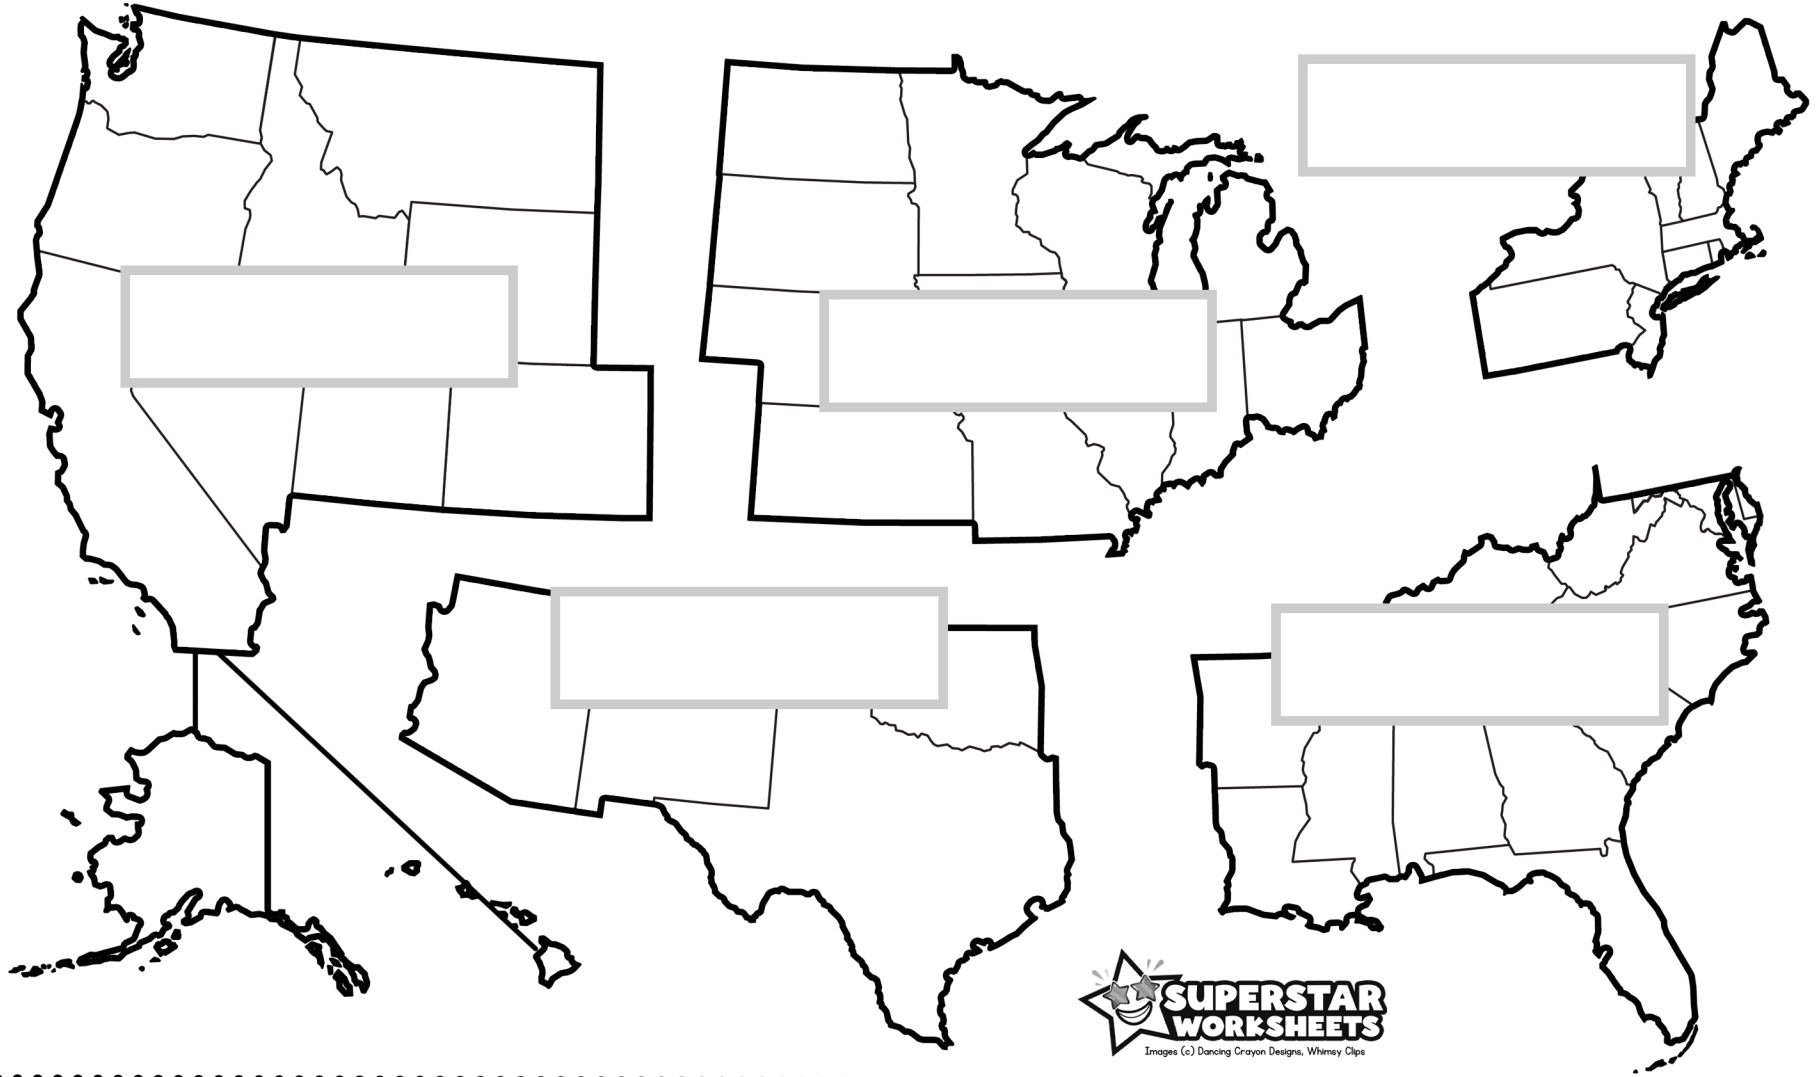 SUPERSTAR
WORKSHEETS
Images (c) Dancing Crayon Designs, Whimsy Clips